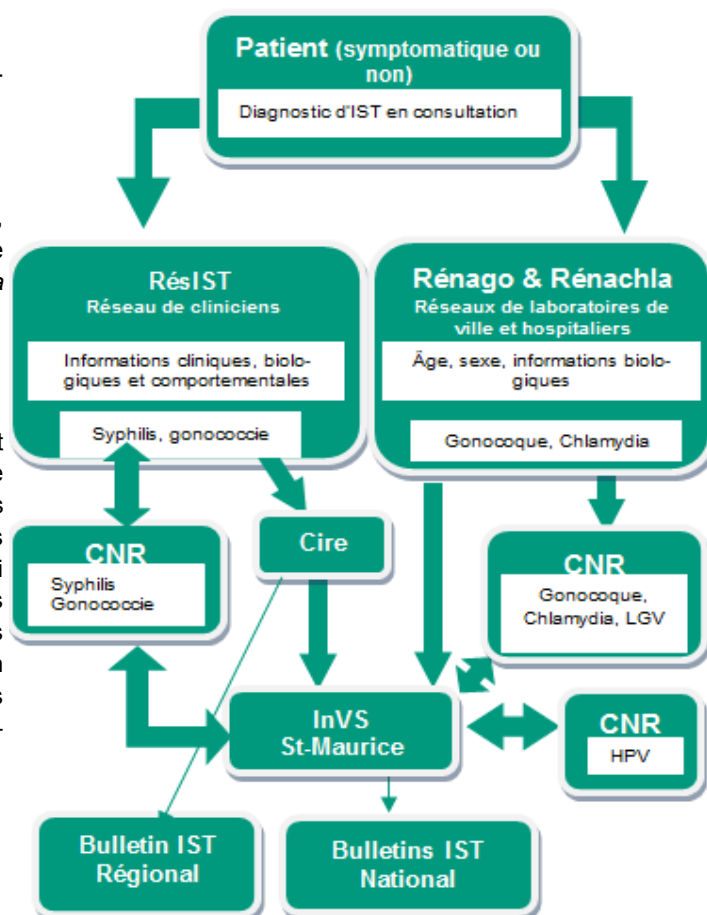 Patient (symptomatique ou
non)
Diagnostic d'IST en consultation
RésIST
Réseau de cliniciens
Informations cliniques, biolo-
giques et comportementales
Syphilis, gonococcie
Rénago & Rénachla
Réseaux de laboratoires de
ville et hospitaliers
Âge, sexe, informations biolo-
giques
Gonocoque, Chlamydia
CNR
Syphilis
Gonococcie
Cire
CNR
Gonocoque,
Chlamydia, LGV
InVS
St-Maurice
CNR
HPV
Bulletin IST
Régional
Bulletins IST
National